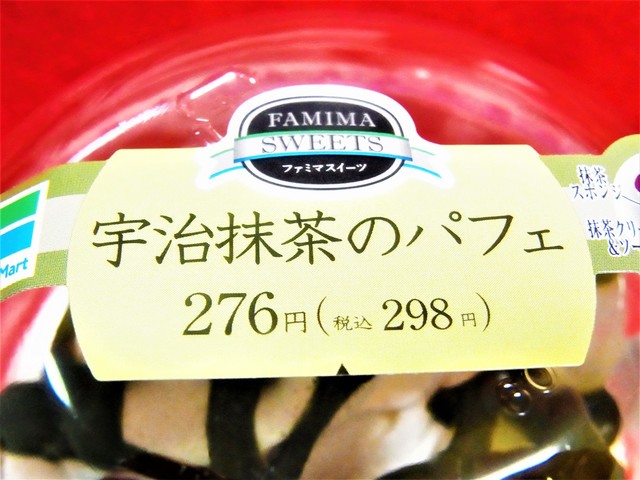 FAMIMA
SWEETS
ファミマスイーツ
宇治抹茶のパフェ
276円(税込 298円)
Mart
抹茶
スポンジ
抹茶クリ
&ソー